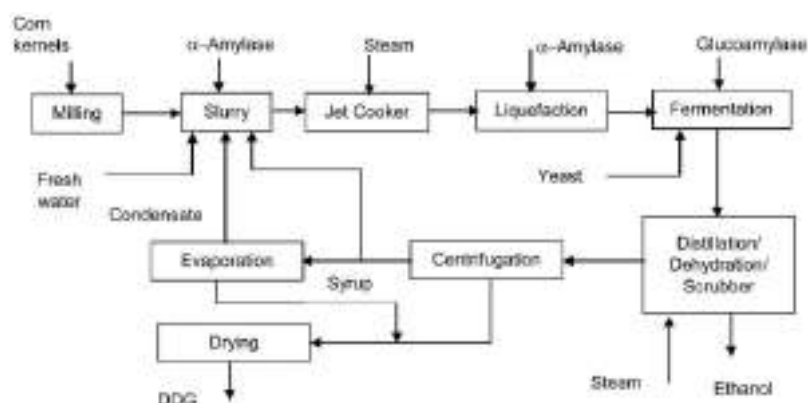 Corn
kernels
α–Amylase
Steam
α–Amylase
Glucoamylase
Milling
Slurry
Jet Cooker
Liquefaction
Fermentation
Fresh
water
Yeast
Condensate
Distillation/
Dehydration/
Scrubber
Evaporation
Centrifugation
Syrup
Drying
Steam
Ethanol
DDG